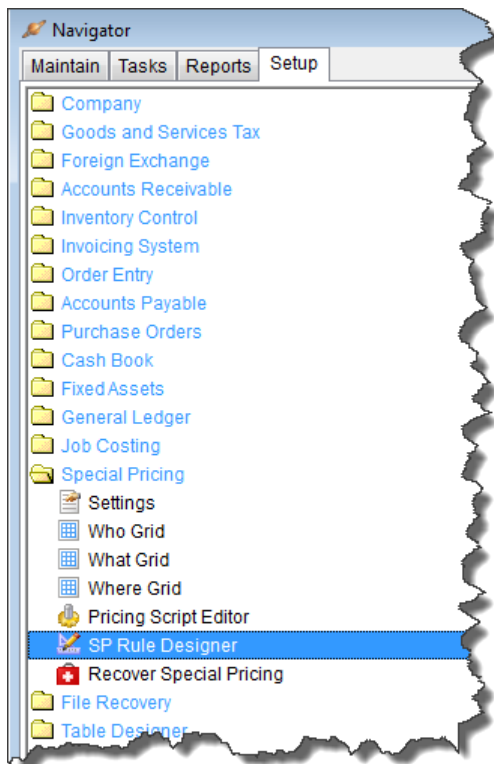 Navigator
Maintain Tasks Reports Setup
Company
Goods and Services Tax
Foreign Exchange
Accounts Receivable
Inventory Control
Invoicing System
Order Entry
Accounts Payable
Purchase Orders
Cash Book
Fixed Assets
General Ledger
Job Costing
Special Pricing
Settings
Who Grid
What Grid
Where Grid
Pricing Script Editor
SP Rule Designer
Recover Special Pricing
File Recovery
Table Designer